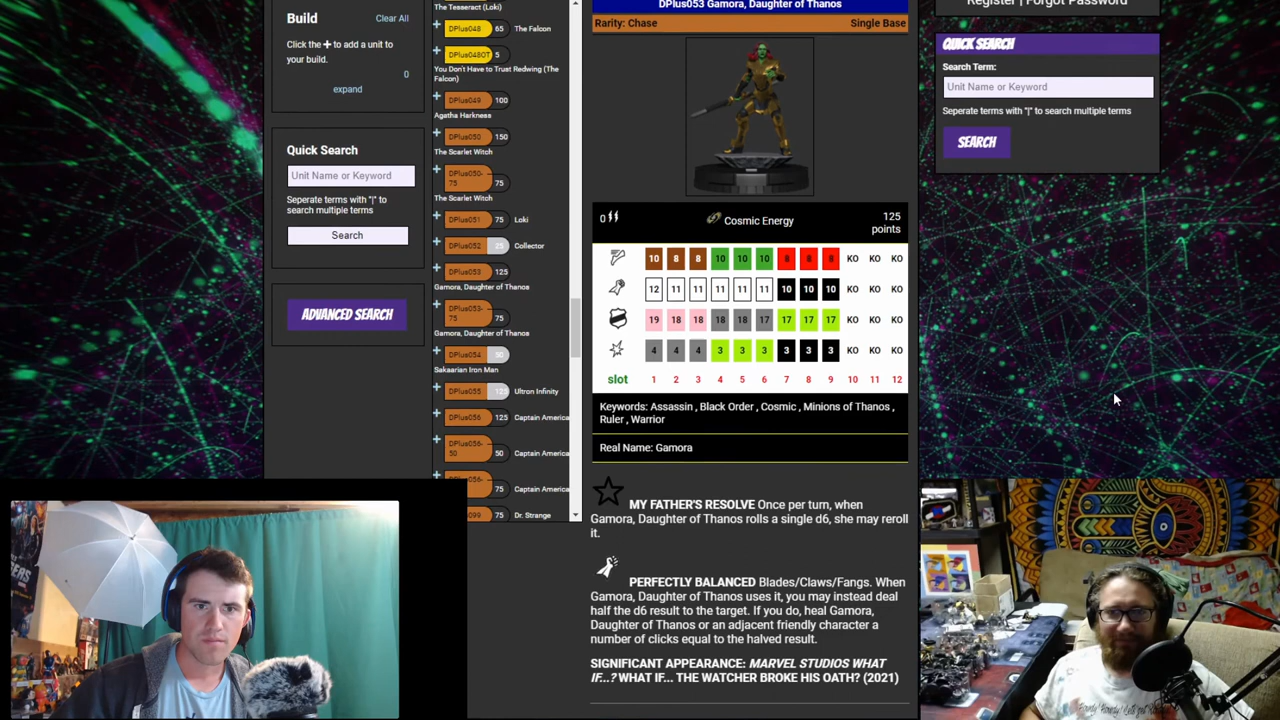 Build
Clear All
Click the + to add a unit to
your build.
0
expand
Quick Search
Unit Name or Keyword
Seperate terms with "|" to
search multiple terms
Search
ADVANCED SEARCH
The Tesseract (Loki)
DPlus048 65 The Falcon
DPlus048OT 5
You Don't Have to Trust Redwing (The
Falcon)
DPlus049 100
Agatha Harkness
DPlus050 150
The Scarlet Witch
DPlus050-
75 75
The Scarlet Witch
DPlus051 75 Loki
DPlus052 25 Collector
DPlus053 125
Gamora, Daughter of Thanos
DPlus053-
75 75
Gamora, Daughter of Thanos
DPlus054 50
Sakaarian Iron Man
DPlus055 125 Ultron Infinity
DPlus056 125 Captain America
DPlus056-
50 50 Captain America
75 Captain America
75 Dr. Strange
DPlus053 Gamora, Daughter of Thanos
Rarity: Chase Single Base
0 Cosmic Energy 125
points
10 8 8 10 10 10 8 8 8 KO KO KO
12 11 11 11 11 11 10 10 10 KO KO KO
19 18 18 18 18 17 17 17 17 KO KO KO
4 4 4 3 3 3 3 3 3 KO KO KO
slot 1 2 3 4 5 6 7 8 9 10 11 12
Keywords: Assassin , Black Order , Cosmic , Minions of Thanos ,
Ruler , Warrior
Real Name: Gamora
MY FATHER'S RESOLVE Once per turn, when
Gamora, Daughter of Thanos rolls a single d6, she may reroll
it.
PERFECTLY BALANCED Blades/Claws/Fangs. When
Gamora, Daughter of Thanos uses it, you may instead deal
half the d6 result to the target. If you do, heal Gamora,
Daughter of Thanos or an adjacent friendly character a
number of clicks equal to the halved result.
SIGNIFICANT APPEARANCE: MARVEL STUDIOS WHAT
IF...? WHAT IF... THE WATCHER BROKE HIS OATH? (2021)
Register | Forgot Password
QUICK SEARCH
Search Term:
Unit Name or Keyword
Seperate terms with "|" to search multiple terms
SEARCH